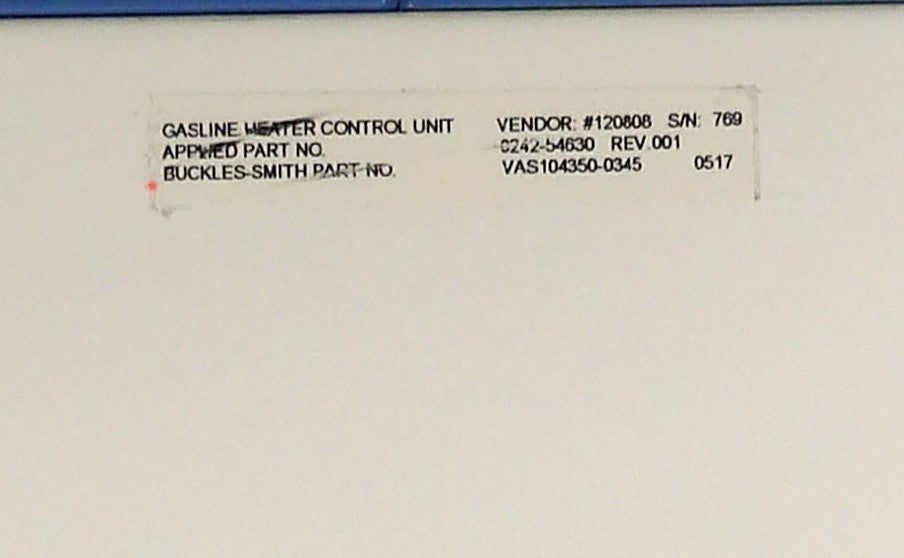 GASLINE HEATER CONTROL UNIT VENDOR: #120808 S/N: 769
APPLIED PART NO. 0242-54630 REV.001
BUCKLES-SMITH PART NO. VAS104350-0345 0517